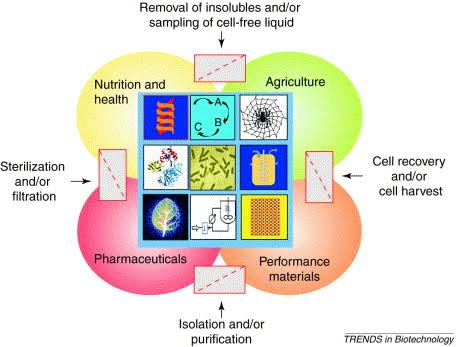 Removal of insolubles and/or
sampling of cell-free liquid
Nutrition and
health
Agriculture
A
B
C
Sterilization
and/or
filtration
Cell recovery
and/or
cell harvest
Pharmaceuticals
Performance
materials
Isolation and/or
purification
TRENDS in Biotechnology